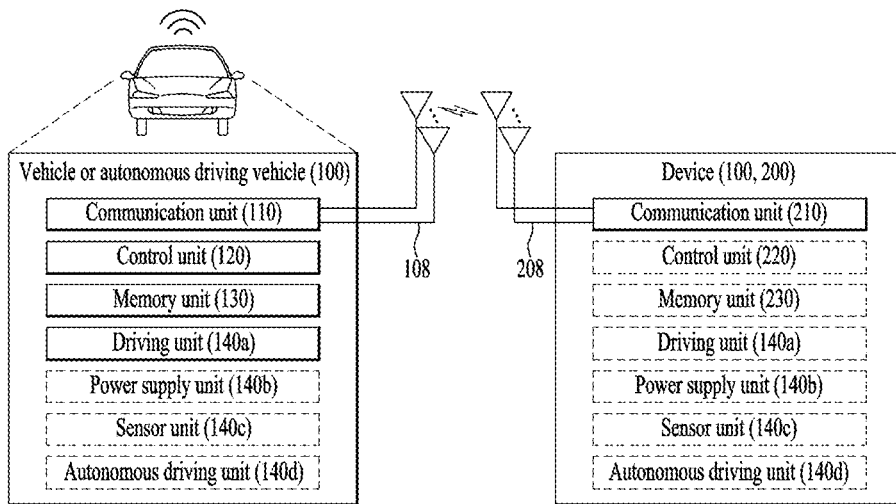 Vehicle or autonomous driving vehicle (100)
Communication unit (110)
Control unit (120)
Memory unit (130)
Driving unit (140a)
Power supply unit (140b)
Sensor unit (140c)
Autonomous driving unit (140d)
108
208
Device (100, 200)
Communication unit (210)
Control unit (220)
Memory unit (230)
Driving unit (140a)
Power supply unit (140b)
Sensor unit (140c)
Autonomous driving unit (140d)